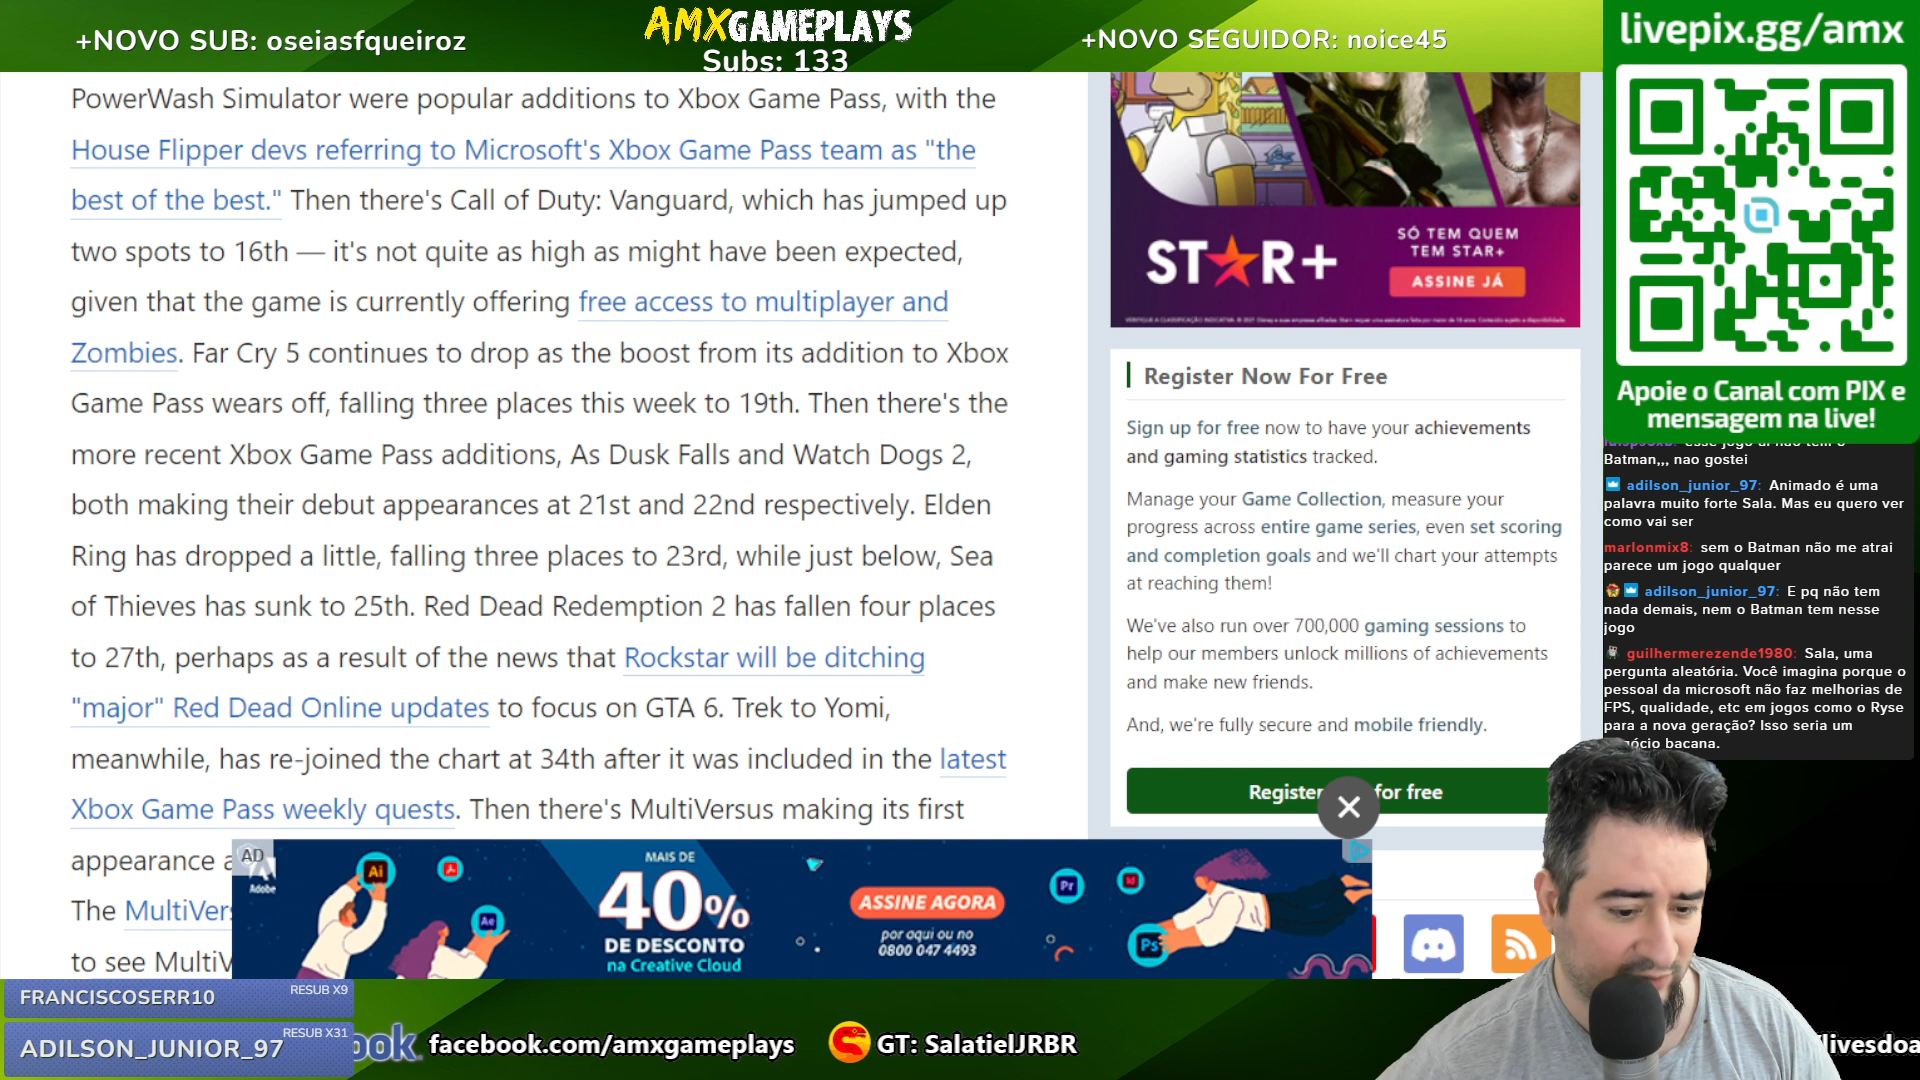 +NOVO SUB: oseiasfqueiroz
AMXGAMEPLAYS
Subs: 133
+NOVO SEGUIDOR: noice45
livepix.gg/amx
PowerWash Simulator were popular additions to Xbox Game Pass, with the
House Flipper devs referring to Microsoft's Xbox Game Pass team as "the
best of the best." Then there's Call of Duty: Vanguard, which has jumped up
two spots to 16th — it's not quite as high as might have been expected,
given that the game is currently offering free access to multiplayer and
Zombies. Far Cry 5 continues to drop as the boost from its addition to Xbox
Game Pass wears off, falling three places this week to 19th. Then there's the
more recent Xbox Game Pass additions, As Dusk Falls and Watch Dogs 2,
both making their debut appearances at 21st and 22nd respectively. Elden
Ring has dropped a little, falling three places to 23rd, while just below, Sea
of Thieves has sunk to 25th. Red Dead Redemption 2 has fallen four places
to 27th, perhaps as a result of the news that Rockstar will be ditching
"major" Red Dead Online updates to focus on GTA 6. Trek to Yomi,
meanwhile, has re-joined the chart at 34th after it was included in the latest
Xbox Game Pass weekly quests. Then there's MultiVersus making its first
appearance
The MultiVers
to see MultiV
STAR+
SÓ TEM QUEM
TEM STAR+
ASSINE JÁ
Register Now For Free
Sign up for free now to have your achievements
and gaming statistics tracked.
Manage your Game Collection, measure your
progress across entire game series, even set scoring
and completion goals and we'll chart your attempts
at reaching them!
We've also run over 700,000 gaming sessions to
help our members unlock millions of achievements
and make new friends.
And, we're fully secure and mobile friendly.
Register for free
Apoie o Canal com PIX e
mensagem na live!
Batman,,, nao gostei
adilson_junior_97: Animado é uma
palavra muito forte Sala. Mas eu quero ver
como vai ser
marlonmix8: sem o Batman não me atrai
parece um jogo qualquer
adilson_junior_97: E pq não tem
nada demais, nem o Batman tem nesse
jogo
guilhermerezende1980: Sala, uma
pergunta aleatória. Você imagina porque o
pessoal da microsoft não faz melhorias de
FPS, qualidade, etc em jogos como o Ryse
para a nova geração? Isso seria um
ócio bacana.
AD
Adobe
Ai
Ae
MAIS DE
40%
DE DESCONTO
na Creative Cloud
ASSINE AGORA
por aqui ou no
0800 047 4493
Pr
Id
Ps
FRANCISCOSERR10
RESUB X9
ADILSON_JUNIOR_97
RESUB X31
ook
facebook.com/amxgameplays
GT: SalatielJRBR
livesdoa